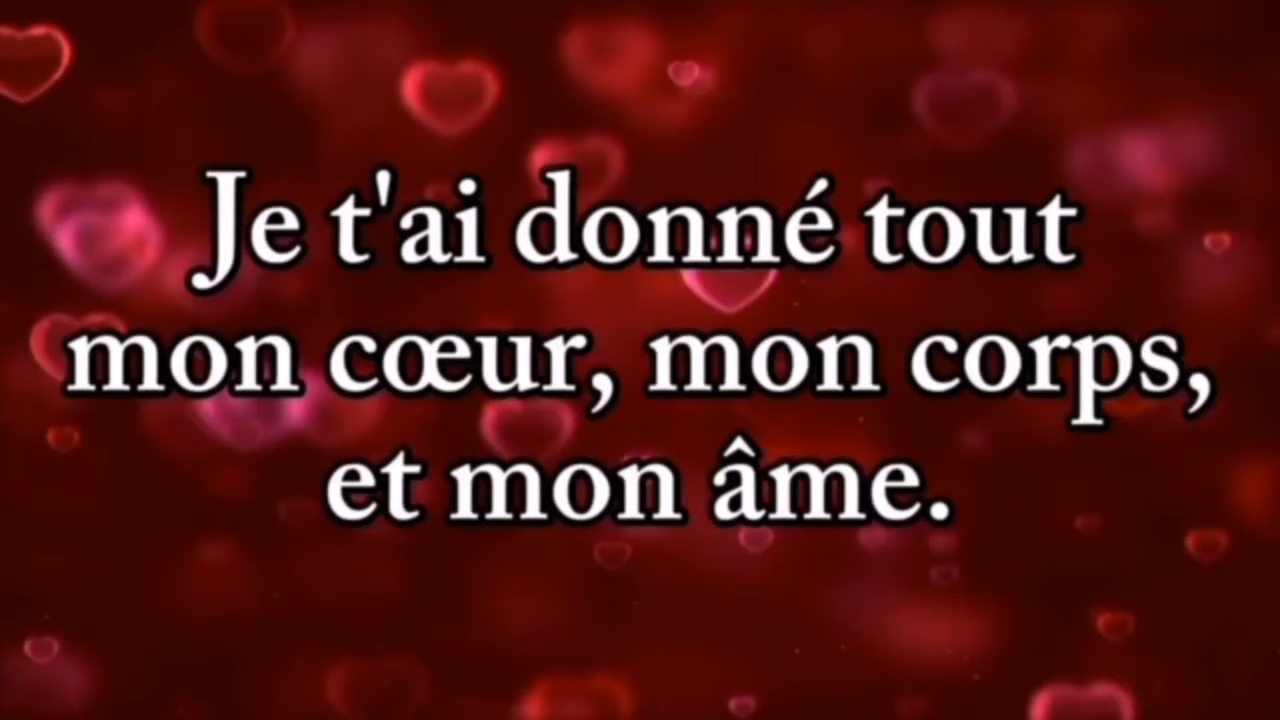 Je t'ai donné tout
mon cœur, mon corps,
et mon âme.